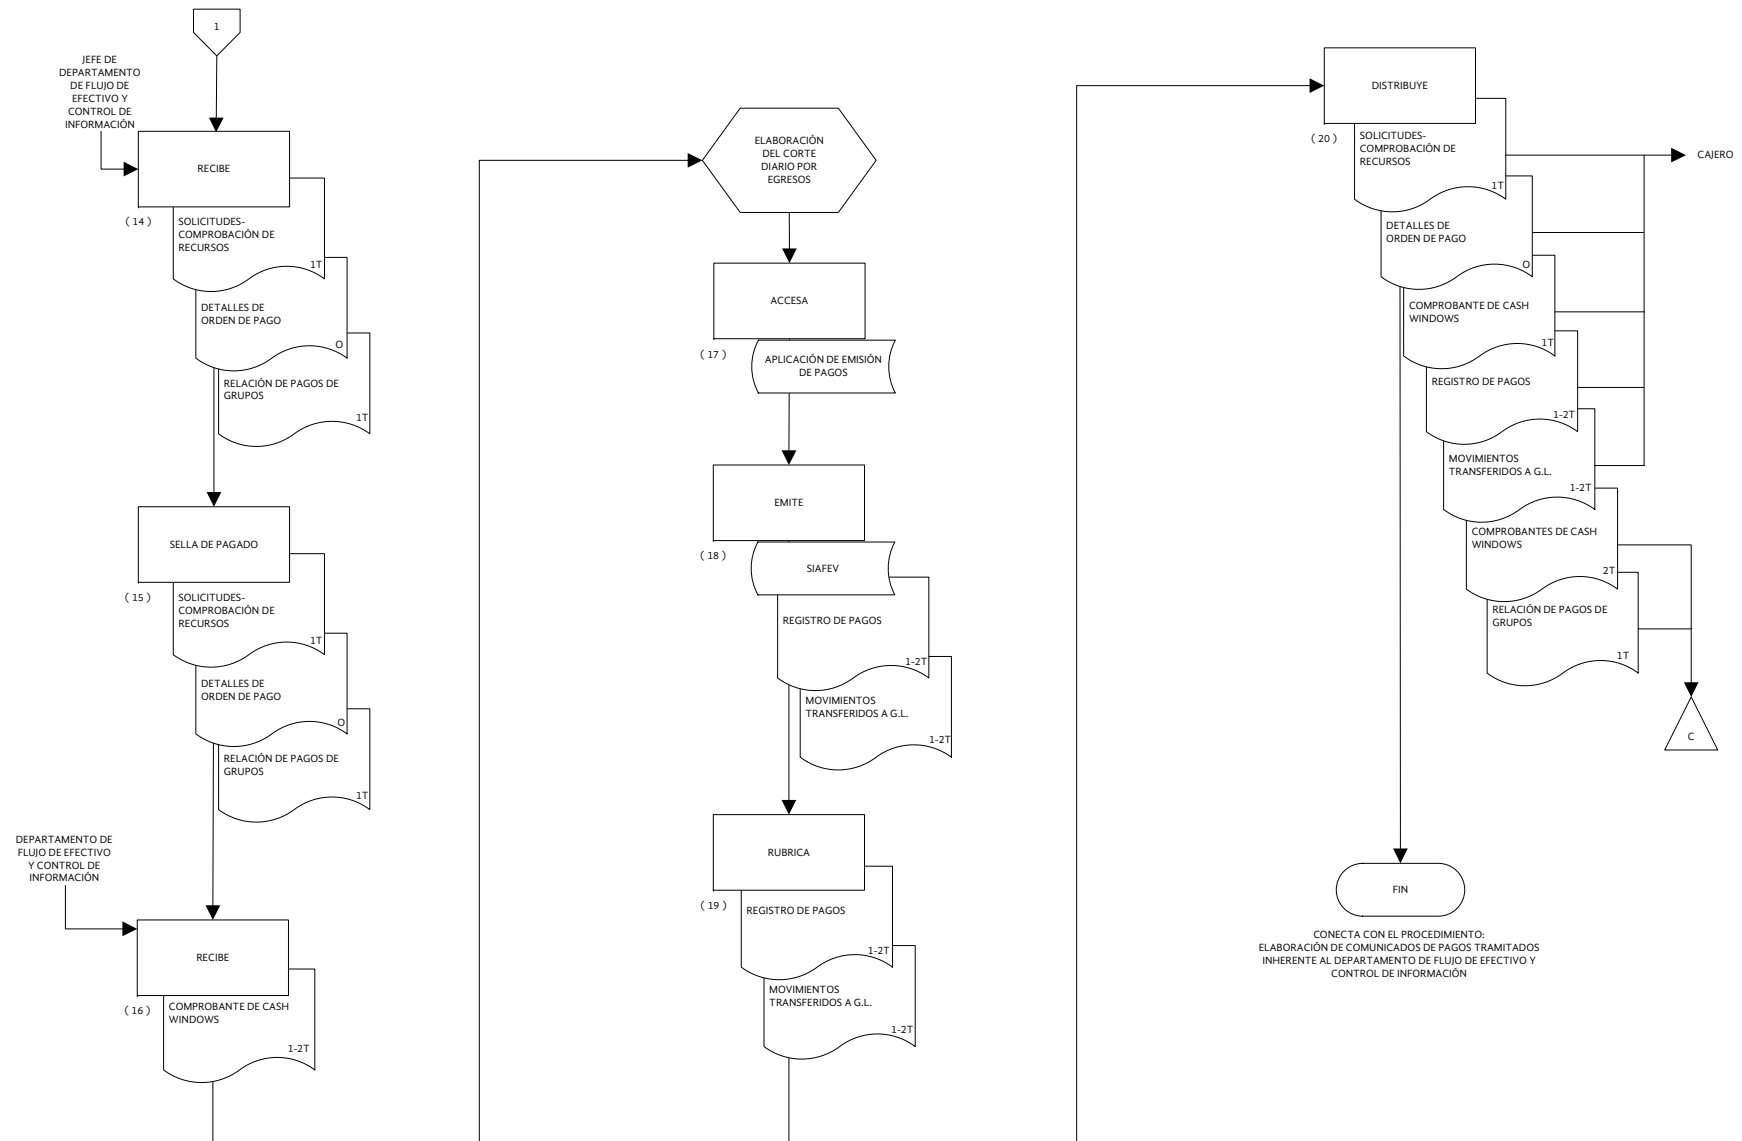 1
JEFE DE
DEPARTAMENTO
DE FLUJO DE
EFECTIVO Y
CONTROL DE
INFORMACIÓN
RECIBE
( 14 )
SOLICITUDES-
COMPROBACIÓN DE
RECURSOS
1T
DETALLES DE
ORDEN DE PAGO
O
RELACIÓN DE PAGOS DE
GRUPOS
1T
SELLA DE PAGADO
( 15 )
SOLICITUDES-
COMPROBACIÓN DE
RECURSOS
1T
DETALLES DE
ORDEN DE PAGO
O
RELACIÓN DE PAGOS DE
GRUPOS
1T
DEPARTAMENTO DE
FLUJO DE EFECTIVO
Y CONTROL DE
INFORMACIÓN
RECIBE
( 16 )
COMPROBANTE DE CASH
WINDOWS
1-2T
ELABORACIÓN
DEL CORTE
DIARIO POR
EGRESOS
ACCESA
( 17 )
APLICACIÓN DE EMISIÓN
DE PAGOS
EMITE
( 18 )
SIAFEV
REGISTRO DE PAGOS
1-2T
MOVIMIENTOS
TRANSFERIDOS A G.L.
1-2T
RUBRICA
( 19 )
REGISTRO DE PAGOS
1-2T
MOVIMIENTOS
TRANSFERIDOS A G.L.
1-2T
DISTRIBUYE
( 20 )
SOLICITUDES-
COMPROBACIÓN DE
RECURSOS
1T
CAJERO
DETALLES DE
ORDEN DE PAGO
O
COMPROBANTE DE CASH
WINDOWS
1T
REGISTRO DE PAGOS
1-2T
MOVIMIENTOS
TRANSFERIDOS A G.L.
1-2T
COMPROBANTES DE CASH
WINDOWS
2T
RELACIÓN DE PAGOS DE
GRUPOS
1T
C
FIN
CONECTA CON EL PROCEDIMIENTO:
ELABORACIÓN DE COMUNICADOS DE PAGOS TRAMITADOS
INHERENTE AL DEPARTAMENTO DE FLUJO DE EFECTIVO Y
CONTROL DE INFORMACIÓN